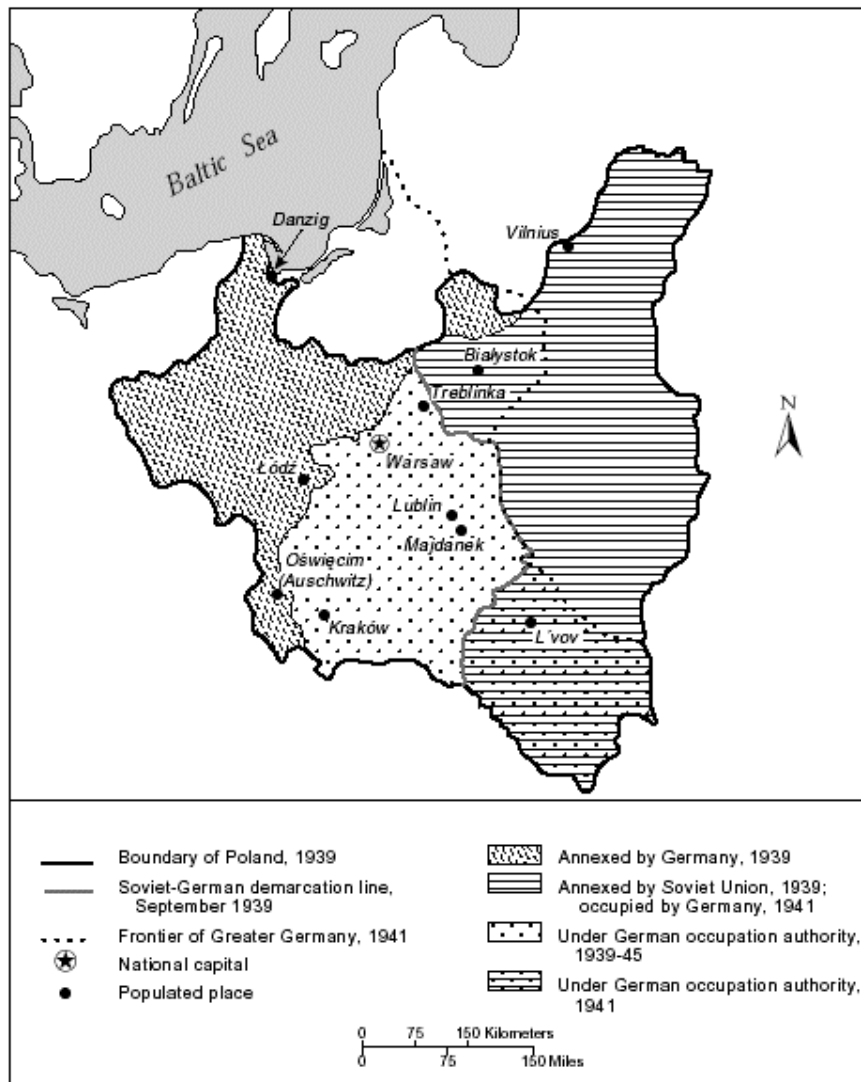 Baltic Sea
Danzig
Vilnius
Białystok
Treblinka
N
Warsaw
Łódź
Lublin
Majdanek
Oświęcim
(Auschwitz)
Kraków
L'vov
Boundary of Poland, 1939
Soviet-German demarcation line,
September 1939
Frontier of Greater Germany, 1941
National capital
Populated place
Annexed by Germany, 1939
Annexed by Soviet Union, 1939;
occupied by Germany, 1941
Under German occupation authority,
1939-45
Under German occupation authority,
1941
0 75 150 Kilometers
0 75 150 Miles